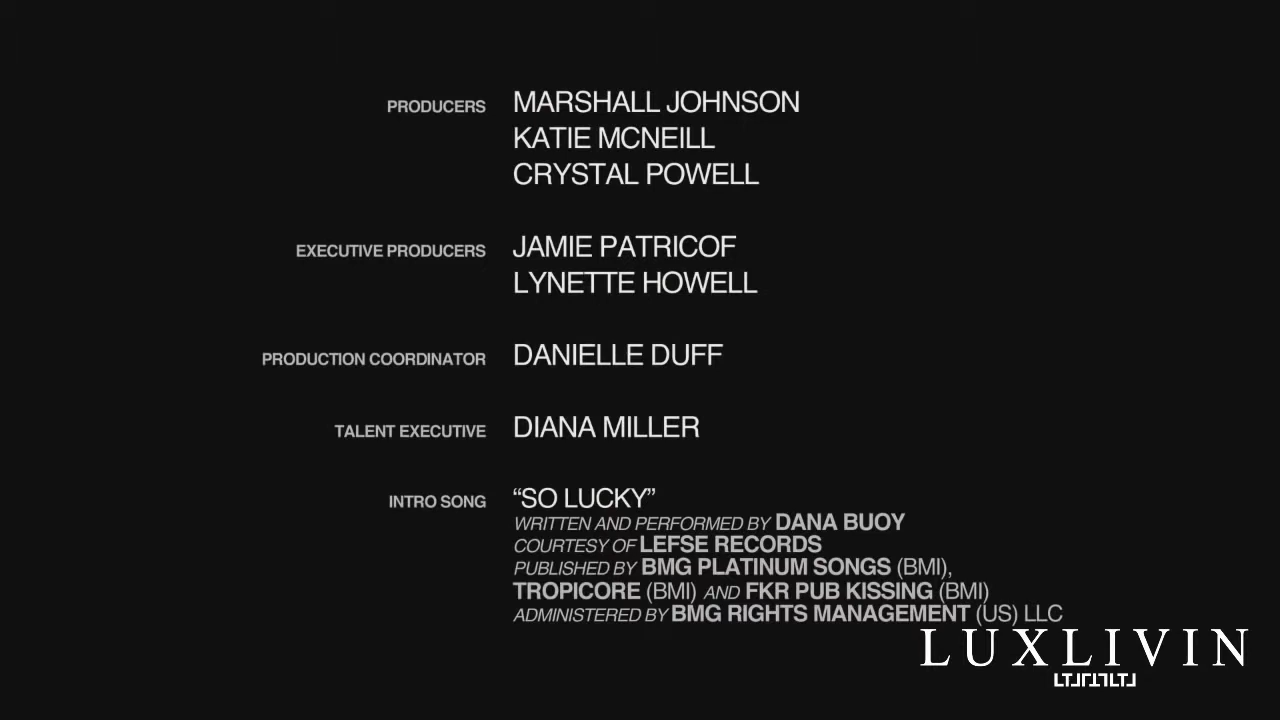 PRODUCERS MARSHALL JOHNSON
KATIE MCNEILL
CRYSTAL POWELL
EXECUTIVE PRODUCERS JAMIE PATRICOF
LYNETTE HOWELL
PRODUCTION COORDINATOR DANIELLE DUFF
TALENT EXECUTIVE DIANA MILLER
INTRO SONG “SO LUCKY”
WRITTEN AND PERFORMED BY DANA BUOY
COURTESY OF LEFSE RECORDS
PUBLISHED BY BMG PLATINUM SONGS (BMI),
TROPICORE (BMI) AND FKR PUB KISSING (BMI)
ADMINISTERED BY BMG RIGHTS MANAGEMENT (US) LLC
LUXLIVIN